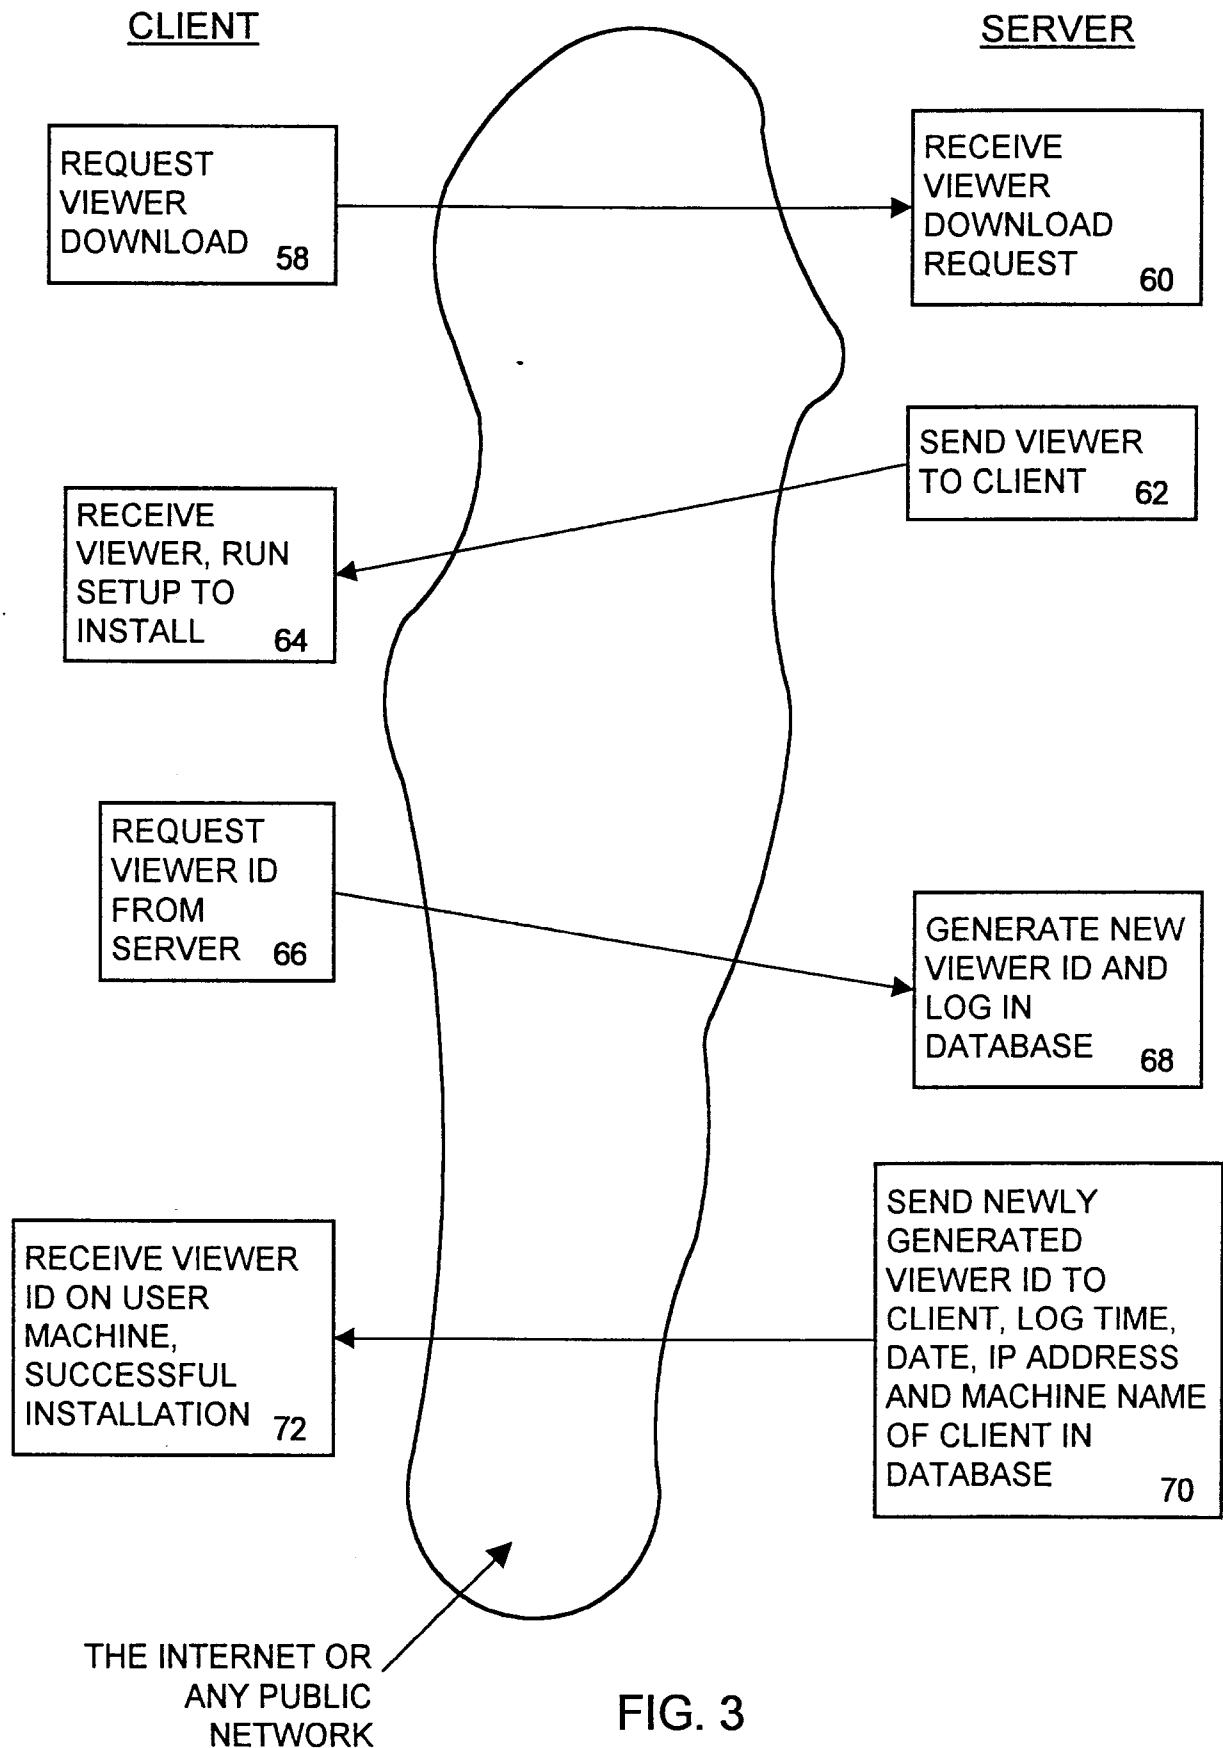 CLIENT
SERVER
REQUEST
VIEWER
DOWNLOAD
58
RECEIVE
VIEWER
DOWNLOAD
REQUEST
60
SEND VIEWER
TO CLIENT
62
RECEIVE
VIEWER, RUN
SETUP TO
INSTALL
64
REQUEST
VIEWER ID
FROM
SERVER
66
GENERATE NEW
VIEWER ID AND
LOG IN
DATABASE
68
SEND NEWLY
GENERATED
VIEWER ID TO
CLIENT, LOG TIME,
DATE, IP ADDRESS
AND MACHINE NAME
OF CLIENT IN
DATABASE
70
RECEIVE VIEWER
ID ON USER
MACHINE,
SUCCESSFUL
INSTALLATION
72
THE INTERNET OR
ANY PUBLIC
NETWORK
FIG. 3